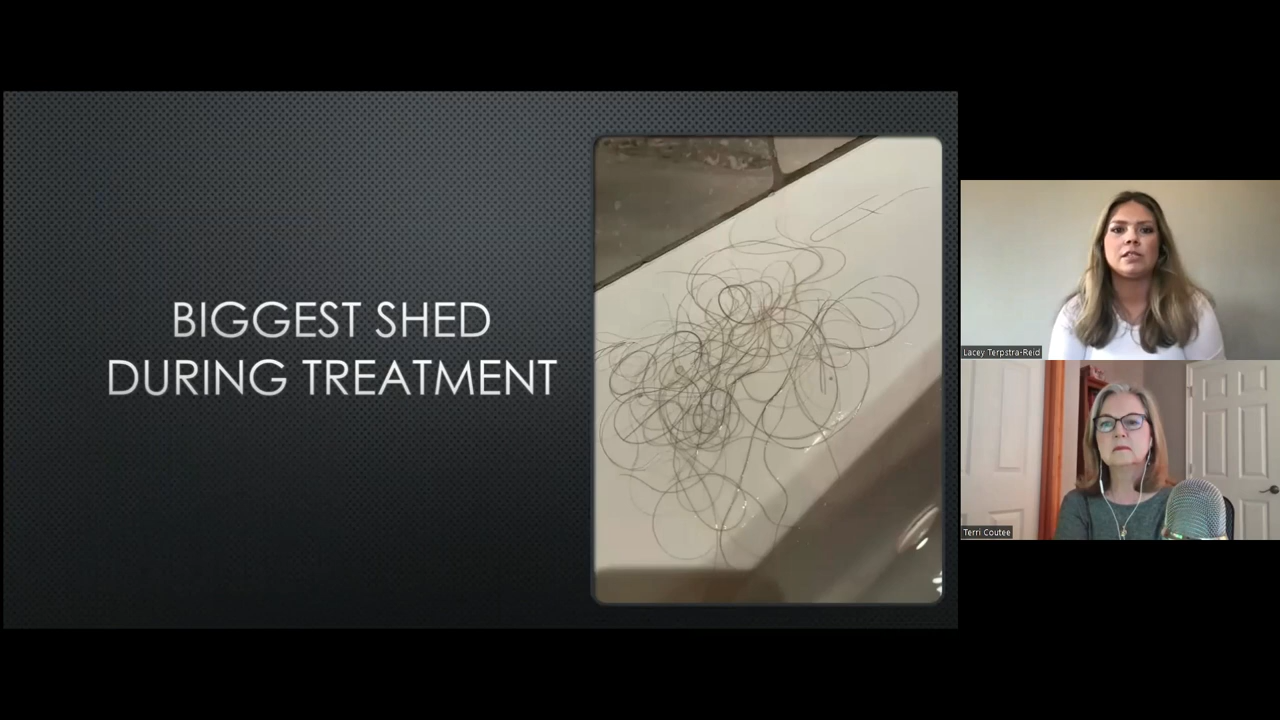 BIGGEST SHED
DURING TREATMENT
Lacey Terpstra-Reid
Terri Coutee